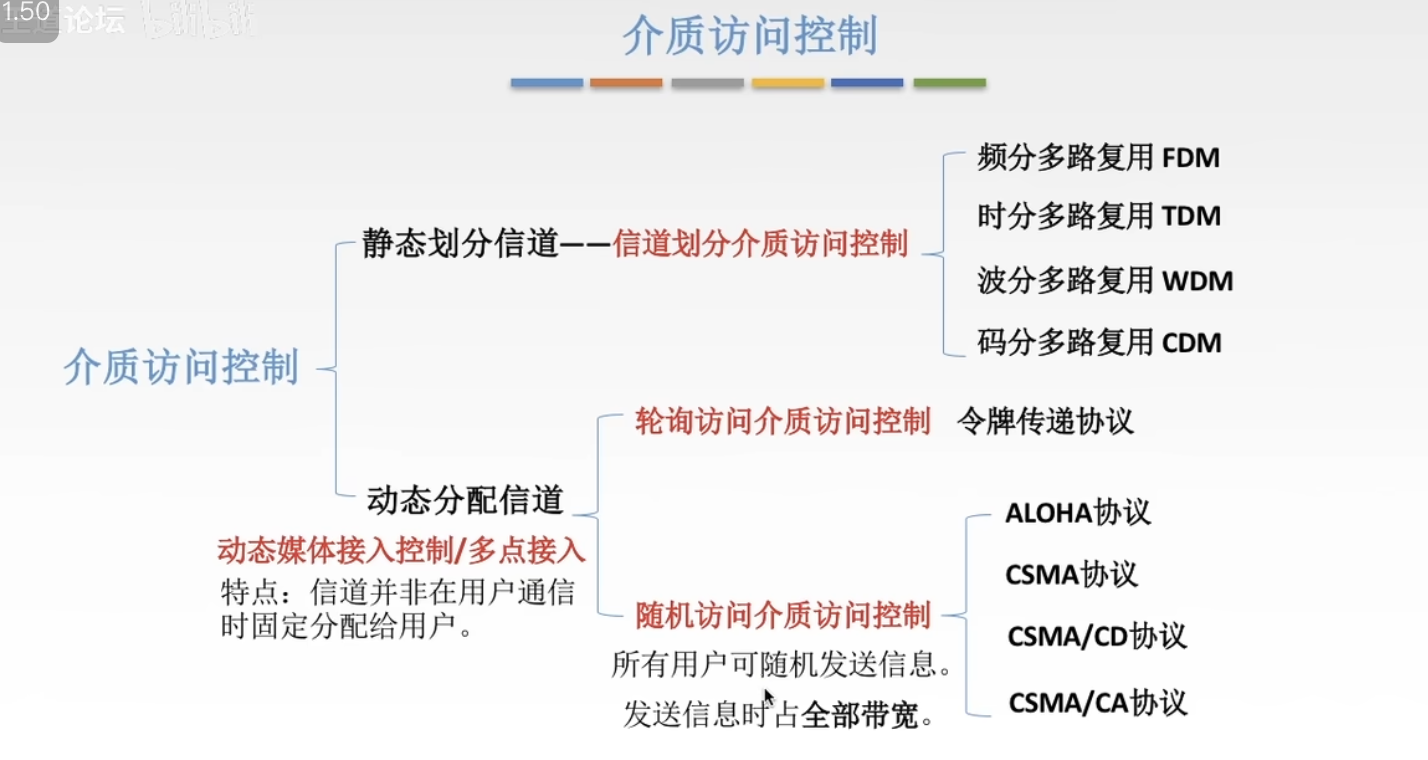 1.50
论坛 bilibili
介质访问控制
频分多路复用 FDM
时分多路复用 TDM
静态划分信道——信道划分介质访问控制
波分多路复用 WDM
码分多路复用 CDM
介质访问控制
轮询访问介质访问控制 令牌传递协议
动态分配信道
动态媒体接入控制/多点接入
特点：信道并非在用户通信
时固定分配给用户。
ALOHA协议
CSMA协议
随机访问介质访问控制
CSMA/CD协议
所有用户可随机发送信息。
发送信息时占全部带宽。
CSMA/CA协议